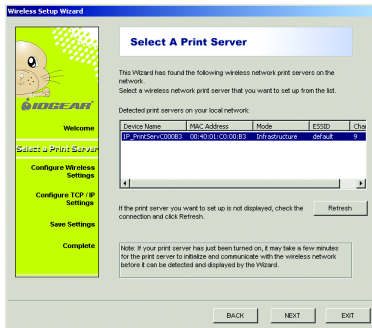 Wireless Setup Wizard
IOGEAR
Welcome
Select a Print Server
Configure Wireless
Settings
Configure TCP / IP
Settings
Save Settings
Complete
Select A Print Server
This Wizard has found the following wireless network print servers on the
network.
Select a wireless network print server that you want to set up from the list.
Detected print servers on your local network:
Device Name MAC Address Mode ESSID Chan
IP_PrintServC000B3 00:40:01:C0:00:B3 Infrastructure default 9
If the print server you want to set up is not displayed, check the
connection and click Refresh.
Refresh
Note: If your print server has just been turned on, it may take a few minutes
for the print server to initialize and communicate with the wireless network
before it can be detected and displayed by the Wizard.
BACK NEXT EXIT